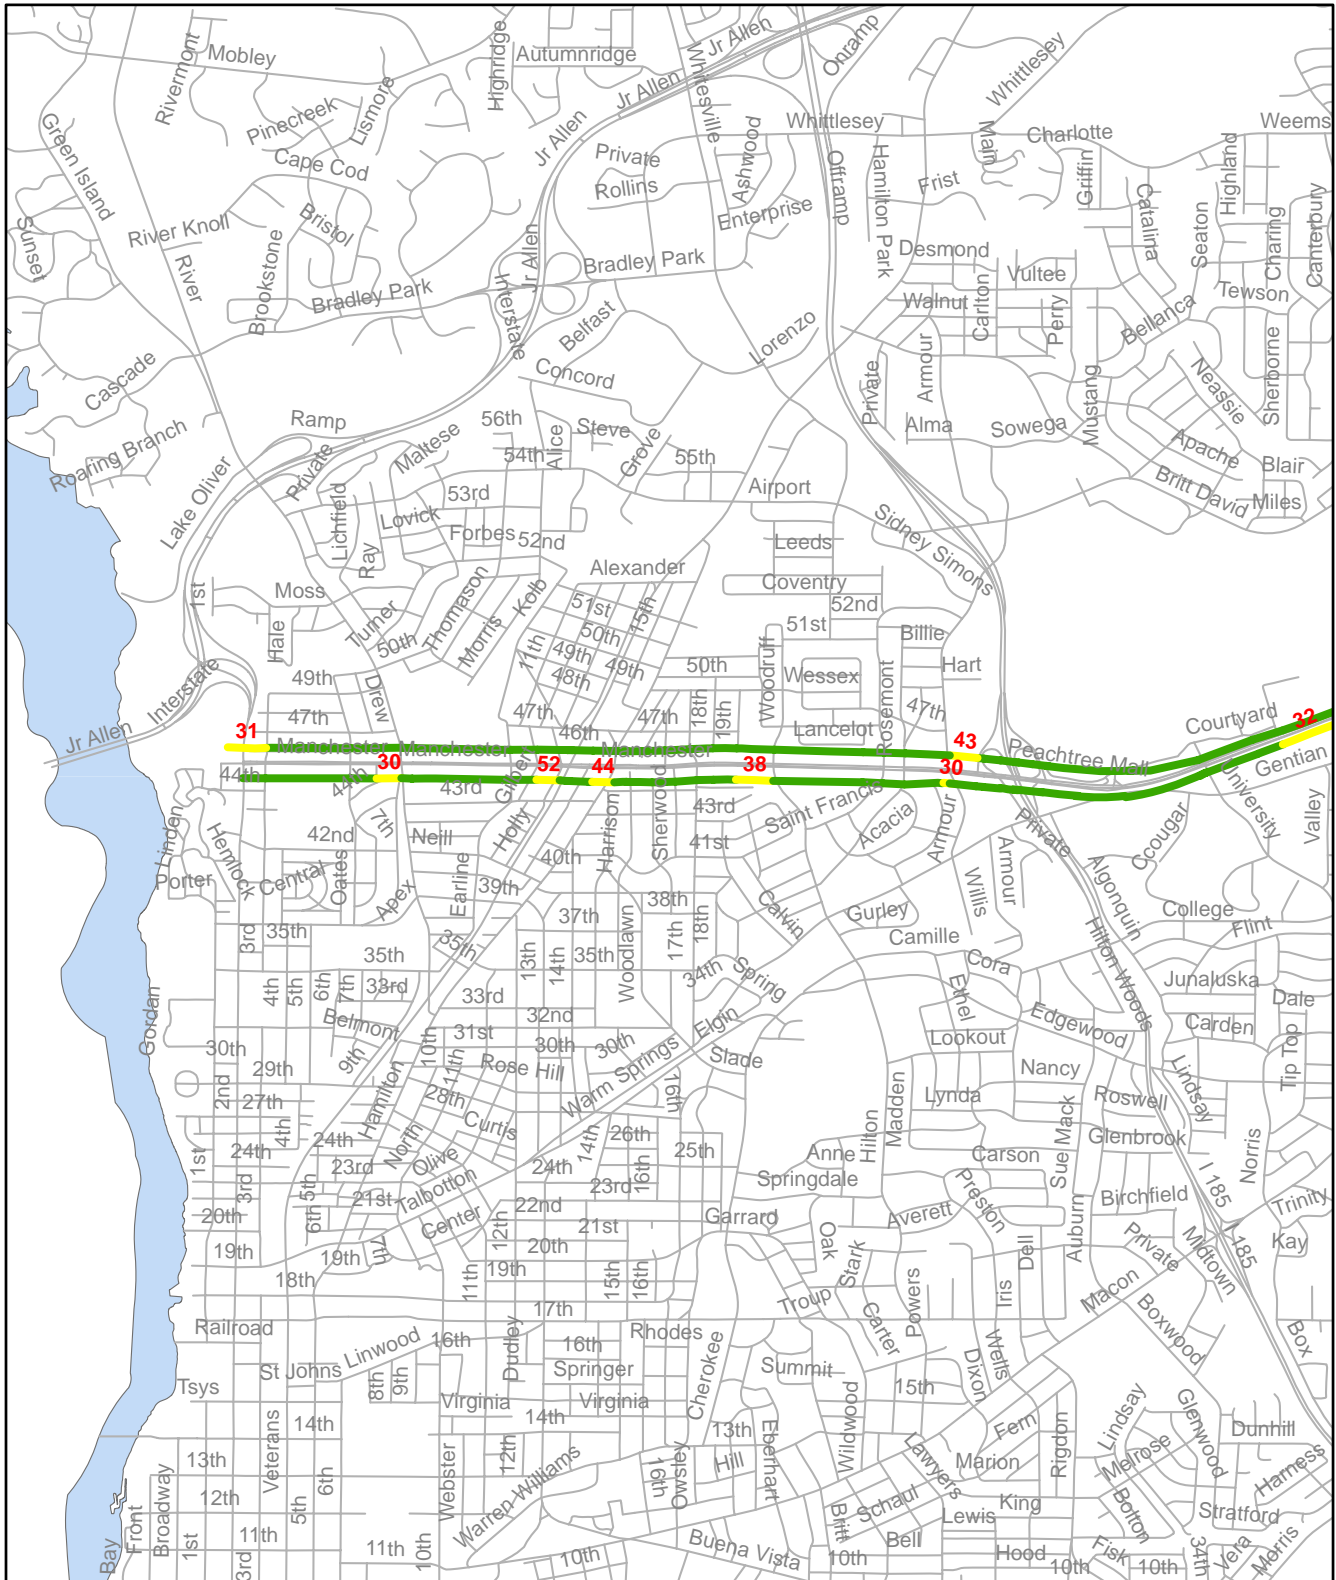 Mobley
Rivermont
Highridge
Autumnridge
Jr Allen
Onramp
Whittlesey
Lismore
Pinecreek
Jr Allen
Whitesville
Green Island
Cape Cod
Jr Allen
Private
Rollins
Ashwood
Whittlesey
Offramp
Hamilton Park
Main
Charlotte
Weems
Frist
Griffin
Highland
Catalina
Seaton
Charing
Canterbury
Sunset
River Knoll
Bristol
Enterprise
River
Brookstone
Bradley Park
Interstate
Jr Allen
Bradley Park
Desmond
Vultee
Tewson
Walnut
Carlton
Perry
Bellanca
Belfast
Lorenzo
Cascade
Concord
Private
Armour
Mustang
Neassie
Sherborne
Ramp
56th
Steve
Alma
Sowega
Roaring Branch
Maltese
54th
Alice
Grove
55th
Apache
Blair
Lake Oliver
Private
53rd
Airport
Britt David
Miles
Lichfield
Lovick
Forbes
52nd
Sidney Simons
Ray
Leeds
Alexander
Coventry
1st
Moss
Thomason
Kolb
51st
15th
52nd
Turner
50th
Morris
50th
51st
Billie
Hale
11th
49th
49th
50th
Woodruff
Wessex
Rosemont
Hart
Interstate
49th
Drew
48th
18th
19th
47th
Jr Allen
47th
47th
46th
47th
Lancelot
Courtyard
31
Manchester
Manchester
Manchester
43
Peachtree Mall
32
44th
44th
30
43rd
Gilbert
52
44
38
30
University
Gentian
Linden
Hemlock
7th
Neill
Holly
Harrison
Sherwood
43rd
Saint Francis
Acacia
Armour
Private
Ccougar
Valley
42nd
41st
Porter
Central
Oates
Apex
Earline
39th
40th
Willis
Armour
Algonquin
38th
Calvin
Gurley
College
3rd
35th
35th
37th
Woodlawn
17th
18th
Camille
Hilton Woods
Flint
35th
13th
14th
35th
34th
Spring
Cora
Junaluska
Gordan
4th
5th
6th
7th
33rd
33rd
Ethel
Edgewood
Dale
Belmont
32nd
Elgin
Lookout
Carden
30th
9th
10th
31st
30th
30th
Slade
Tip Top
29th
11th
Rose Hill
Warm Springs
16th
Nancy
Lindsay
2nd
27th
Hamilton
28th
Curtis
Madden
Lynda
Roswell
4th
24th
North
Olive
14th
26th
25th
Anne
Hilton
Carson
Sue Mack
Glenbrook
1st
24th
23rd
24th
16th
Springdale
Norris
3rd
5th
21st
Talbotton
23rd
Preston
Birchfield
I 185
Trinity
20th
6th
Center
12th
22nd
21st
Garrard
Averett
Auburn
Private
Midtown
I 185
Kay
19th
19th
7th
20th
Oak
Stark
Dell
18th
11th
19th
15th
16th
Troup
Powers
Iris
Macon
17th
Carter
Boxwood
Railroad
Linwood
16th
Dudley
16th
Rhodes
Cherokee
Wells
Box
St Johns
Springer
Summit
Dixon
Tsys
8th
9th
Virginia
Virginia
15th
Lindsay
Glenwood
14th
14th
13th
Eberhart
Wildwood
Fern
Rigdon
Dunhill
13th
Veterans
6th
Webster
12th
Warren Williams
16th
Owsley
Hill
Lawyers
Marion
Melrose
Harness
12th
Broadway
5th
Britt
Schaul
King
Bolton
Stratford
Front
11th
Lewis
Bay
1st
3rd
11th
10th
10th
Buena Vista
10th
Bell
Hood
10th
Fisk
10th
34th
Vera
Morris